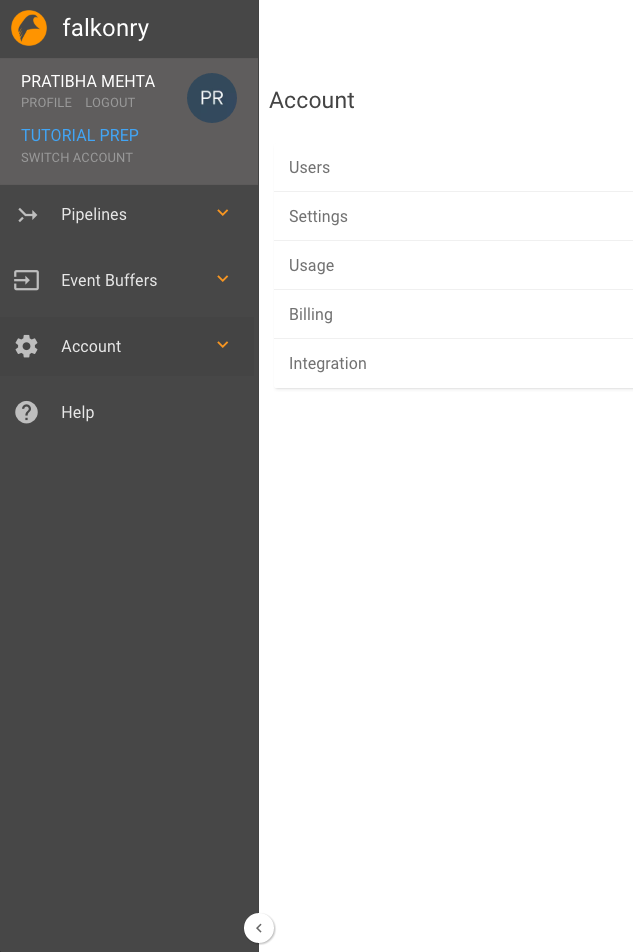 falkonry
PRATIBHA MEHTA
PROFILE LOGOUT
PR
TUTORIAL PREP
SWITCH ACCOUNT
Pipelines
Event Buffers
Account
Help
Account
Users
Settings
Usage
Billing
Integration